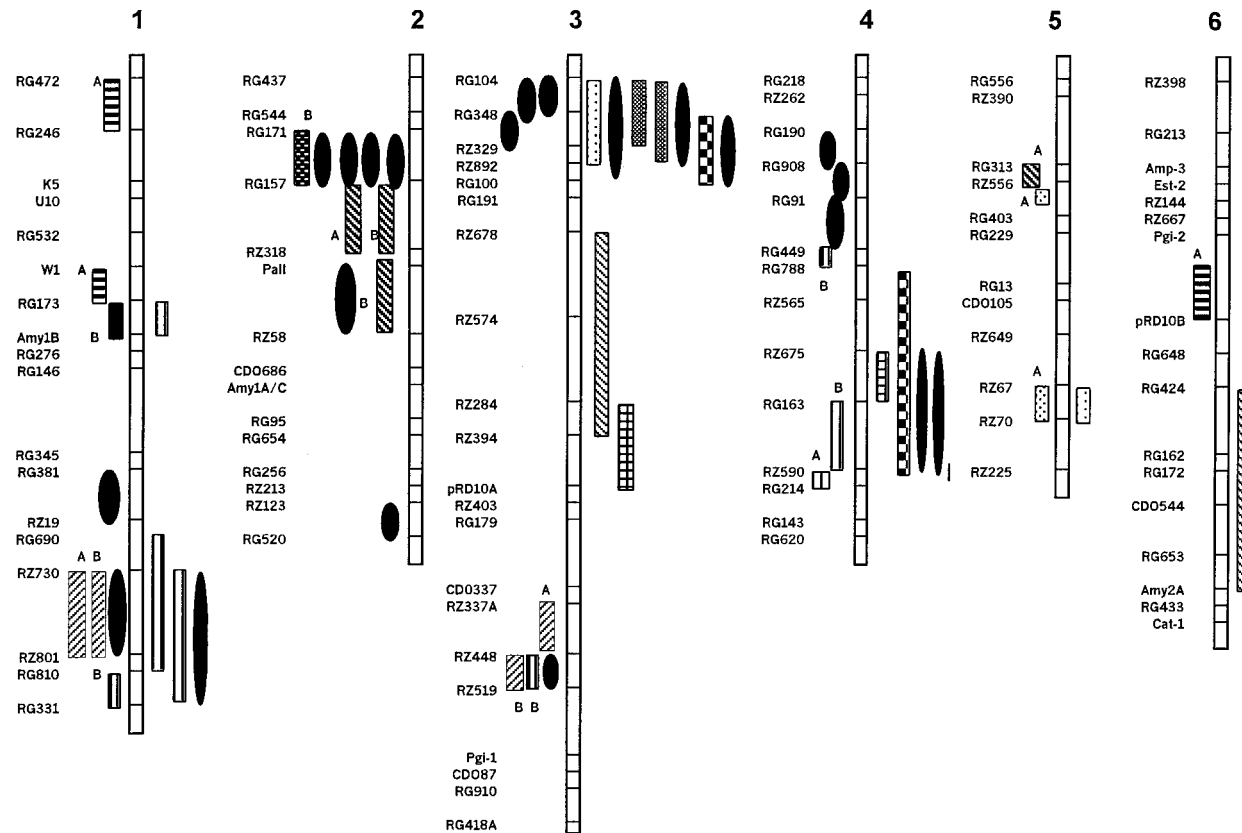 1
2
3
4
5
6
RG472
A
RG246
K5
U10
RG532
W1
A
RG173
Amy1B
B
RG276
RG146
RG345
RG381
RZ19
RG690
A B
RZ730
RZ801
RG810
B
RG331
RG437
RG544
B
RG171
RG157
A
B
RZ318
Pall
B
RZ58
CDO686
Amy1A/C
RG95
RG654
RG256
RZ213
RZ123
RG520
RG104
RG348
RZ329
RZ892
RG100
RG191
RZ678
RZ574
RZ284
RZ394
pRD10A
RZ403
RG179
CD0337
A
RZ337A
RZ448
RZ519
B B
Pgi-1
CDO87
RG910
RG418A
RG218
RZ262
RG190
RG908
RG91
RG449
RG788
B
RZ565
RZ675
B
RG163
A
RZ590
RG214
RG143
RG620
RG556
RZ390
A
RG313
RZ556
A
RG403
RG229
RG13
CDO105
RZ649
A
RZ67
RZ70
RZ225
RZ398
RG213
Amp-3
Est-2
RZ144
RZ667
Pgi-2
A
pRD10B
RG648
RG424
RG162
RG172
CDO544
RG653
Amy2A
RG433
Cat-1